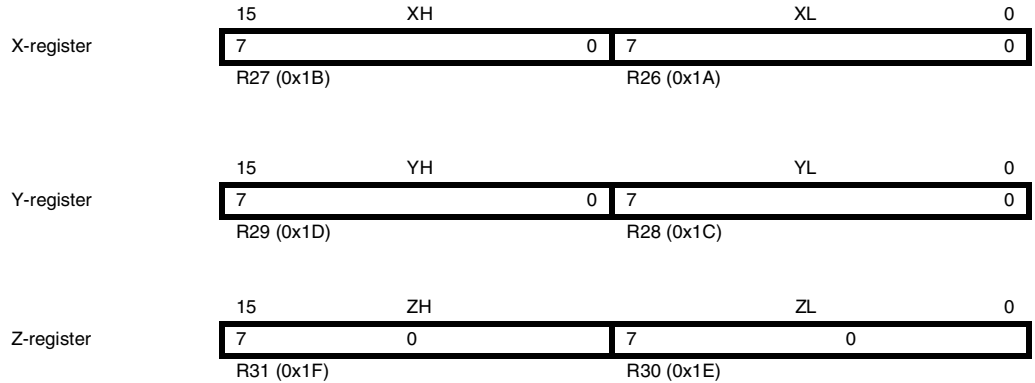 15 XH XL 0
X-register 7 0 7 0
R27 (0x1B) R26 (0x1A)
15 YH YL 0
Y-register 7 0 7 0
R29 (0x1D) R28 (0x1C)
15 ZH ZL 0
Z-register 7 0 7 0
R31 (0x1F) R30 (0x1E)